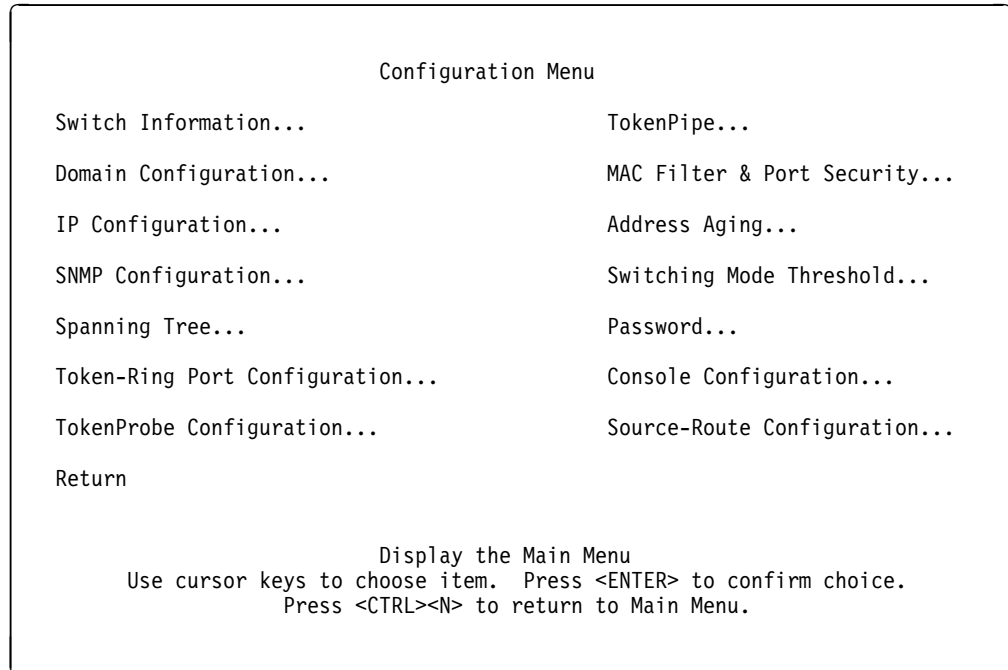 Configuration Menu
Switch Information... TokenPipe...
Domain Configuration... MAC Filter & Port Security...
IP Configuration... Address Aging...
SNMP Configuration... Switching Mode Threshold...
Spanning Tree... Password...
Token-Ring Port Configuration... Console Configuration...
TokenProbe Configuration... Source-Route Configuration...
Return
Display the Main Menu
Use cursor keys to choose item. Press <ENTER> to confirm choice.
Press <CTRL><N> to return to Main Menu.